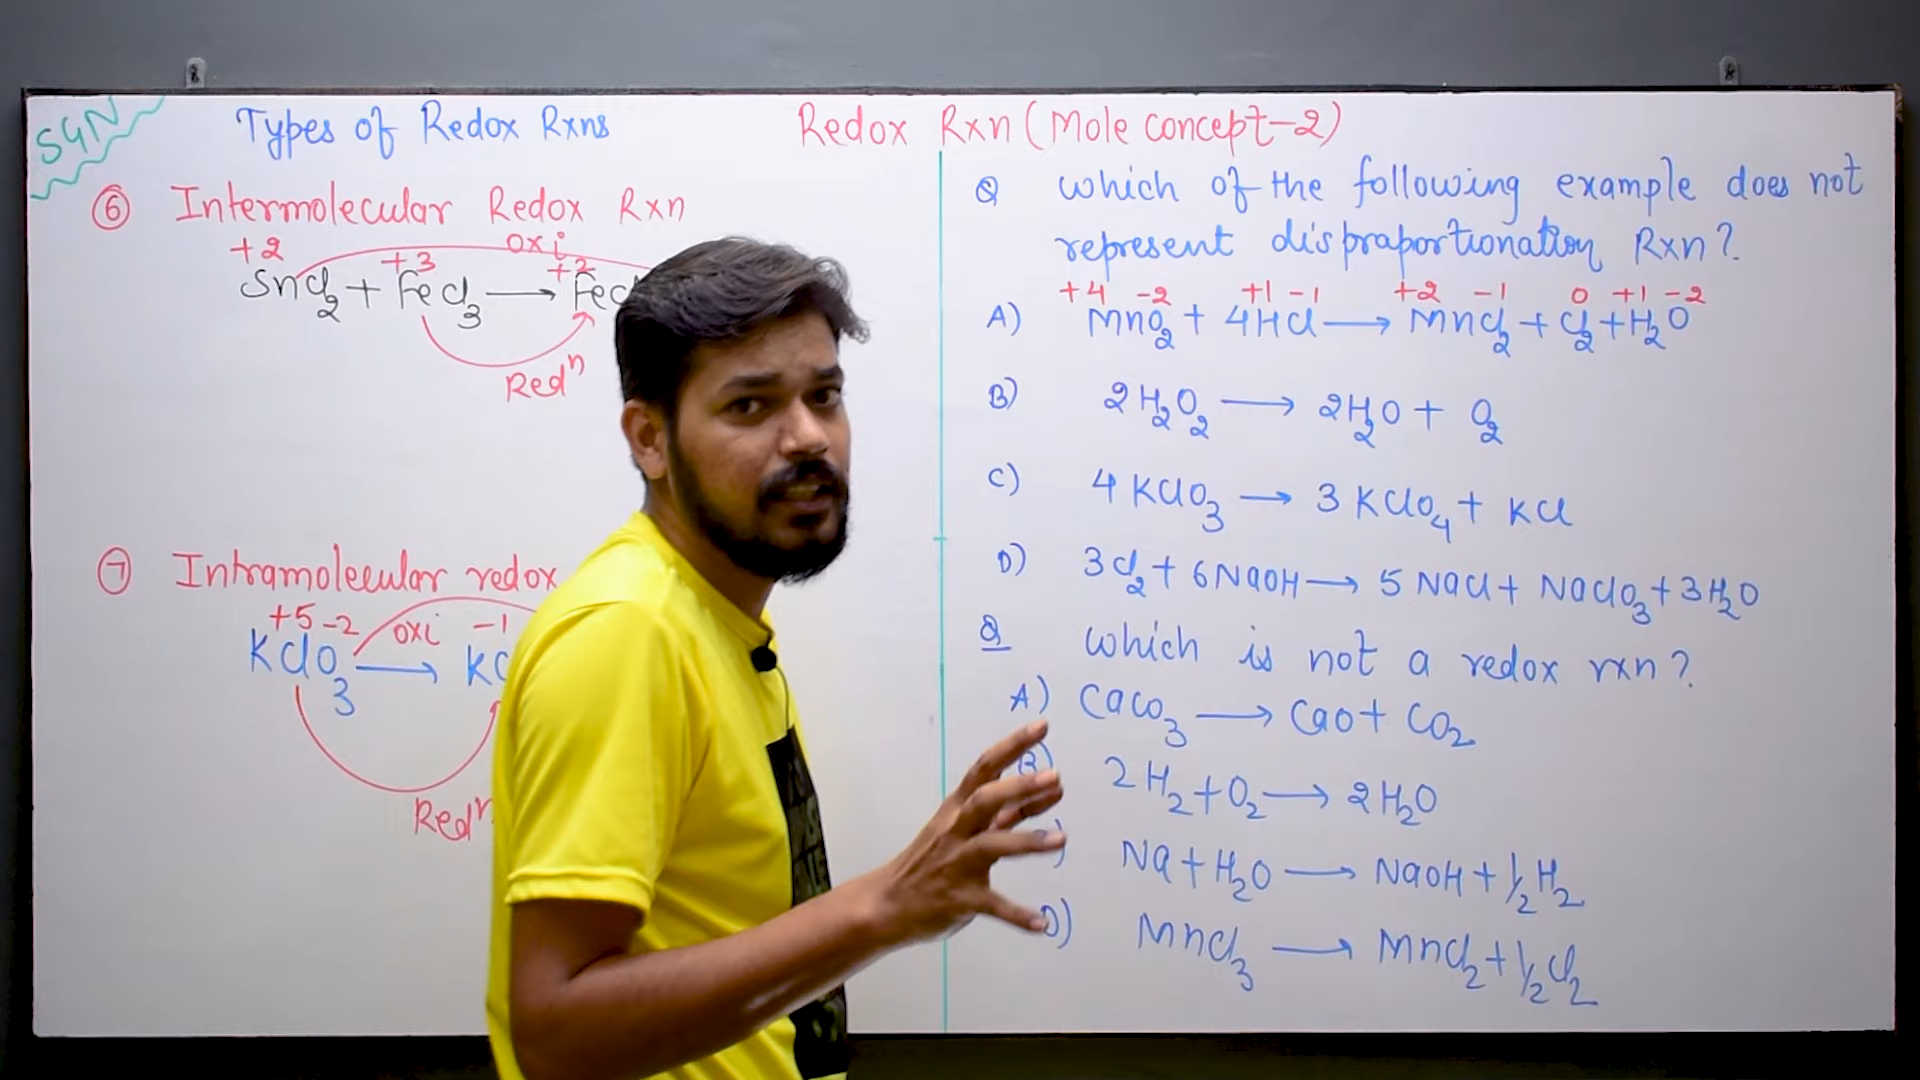 SGN
Types of Redox Rxns
Redox Rxn (Mole concept-2)
⑥ Intermolecular Redox Rxn
oxi
+2 +3 +2
SnCl2 + FeCl3 → FeC
Redⁿ
⑦ Intramolecular redox
+5 -2 oxi -1
KClO3 → KC
Redⁿ
Q which of the following example does not
represent dispraportionation Rxn?
+4 -2 +1 -1 +2 -1 0 +1 -2
A) MnO2 + 4HCl → MnCl2 + Cl2 + H2O
B) 2H2O2 → 2H2O + O2
C) 4KClO3 → 3KClO4 + KCl
D) 3Cl2 + 6NaOH → 5NaCl + NaClO3 + 3H2O
Q which is not a redox rxn?
A) CaCO3 → CaO + CO2
B) 2H2 + O2 → 2H2O
) Na + H2O → NaOH + 1/2 H2
D) MnCl3 → MnCl2 + 1/2 Cl2